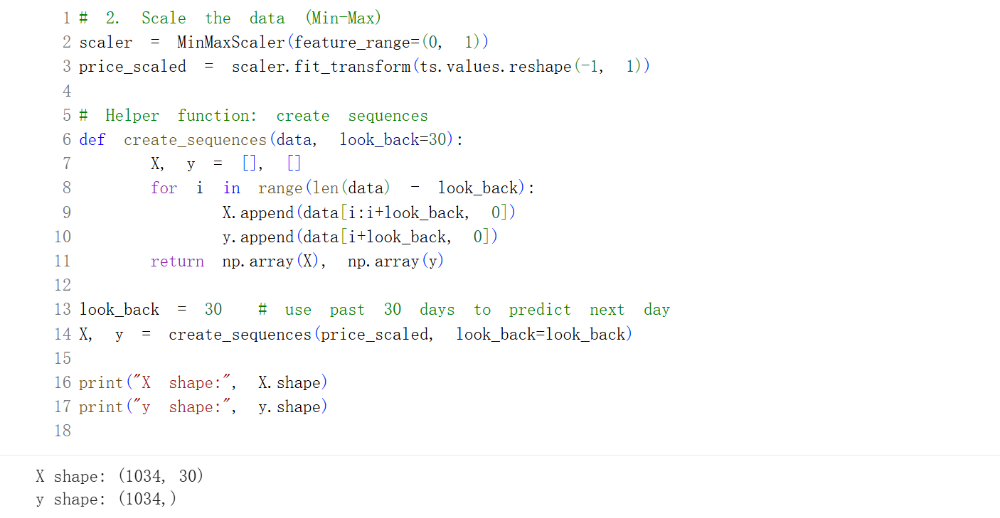 1 # 2. Scale the data (Min-Max)
2 scaler = MinMaxScaler(feature_range=(0, 1))
3 price_scaled = scaler.fit_transform(ts.values.reshape(-1, 1))
4
5 # Helper function: create sequences
6 def create_sequences(data, look_back=30):
7         X, y = [], []
8         for i in range(len(data) - look_back):
9                 X.append(data[i:i+look_back, 0])
10                 y.append(data[i+look_back, 0])
11         return np.array(X), np.array(y)
12
13 look_back = 30  # use past 30 days to predict next day
14 X, y = create_sequences(price_scaled, look_back=look_back)
15
16 print("X shape:", X.shape)
17 print("y shape:", y.shape)
18
X shape: (1034, 30)
y shape: (1034,)